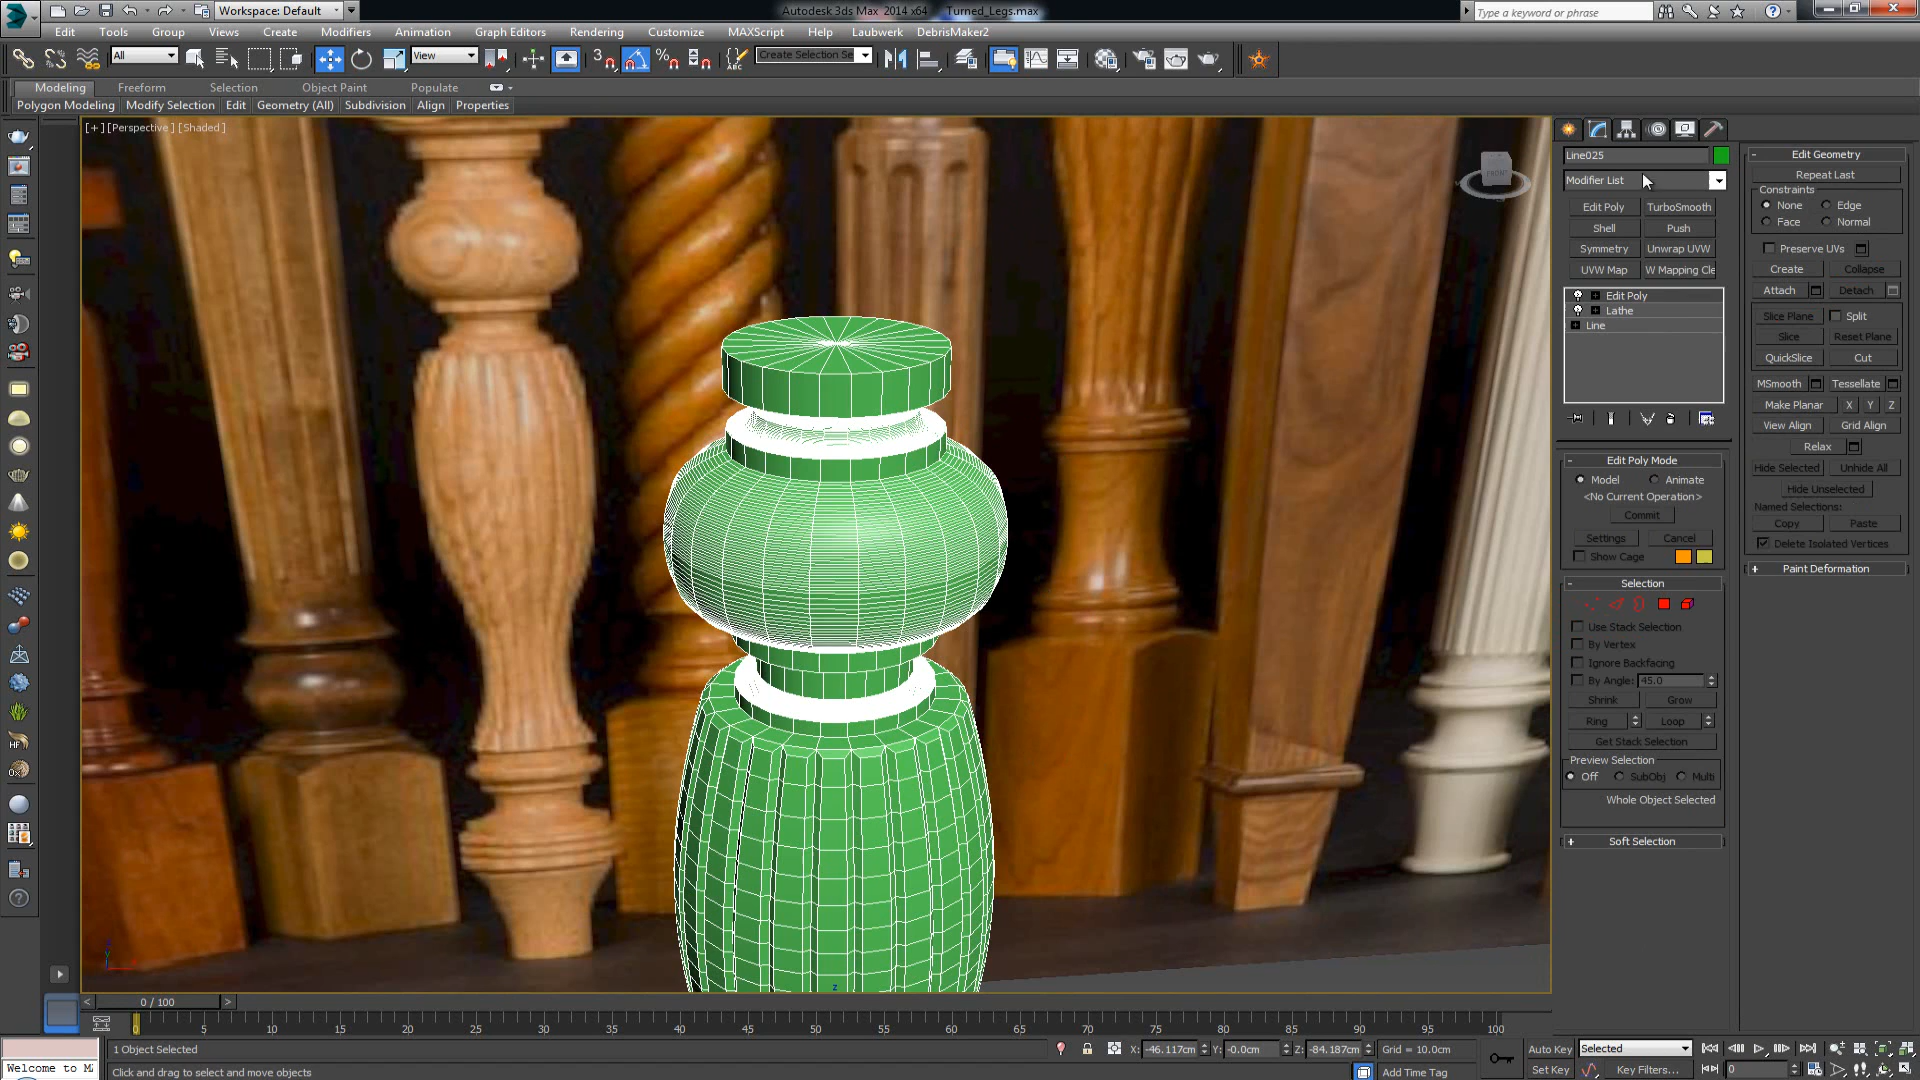 Workspace: Default
Autodesk 3ds Max 2014 x64 Turned_Legs.max
Type a keyword or phrase
Edit Tools Group Views Create Modifiers Animation Graph Editors Rendering Customize MAXScript Help Laubwerk DebrisMaker2
All View Create Selection Se
Modeling Freeform Selection Object Paint Populate
Polygon Modeling Modify Selection Edit Geometry (All) Subdivision Align Properties
[+][Perspective][Shaded]
FRONT
Line025
Modifier List
Edit Poly TurboSmooth
Shell Push
Symmetry Unwrap UVW
UVW Map W Mapping Cle
Edit Poly
Lathe
Line
Edit Poly Mode
Model Animate
<No Current Operation>
Commit
Settings Cancel
Show Cage
Selection
Use Stack Selection
By Vertex
Ignore Backfacing
By Angle: 45.0
Shrink Grow
Ring Loop
Get Stack Selection
Preview Selection
Off SubObj Multi
Whole Object Selected
Soft Selection
Edit Geometry
Repeat Last
Constraints
None Edge
Face Normal
Preserve UVs
Create Collapse
Attach Detach
Slice Plane Split
Slice Reset Plane
QuickSlice Cut
MSmooth Tessellate
Make Planar X Y Z
View Align Grid Align
Relax
Hide Selected Unhide All
Hide Unselected
Named Selections:
Copy Paste
Delete Isolated Vertices
Paint Deformation
0 / 100
0 5 10 15 20 25 30 35 40 45 50 55 60 65 70 75 80 85 90 95 100
1 Object Selected X: -46.117cm Y: -0.0cm Z: -84.187cm Grid = 10.0cm Auto Key Selected
Welcome to M Click and drag to select and move objects Add Time Tag Set Key Key Filters... 0